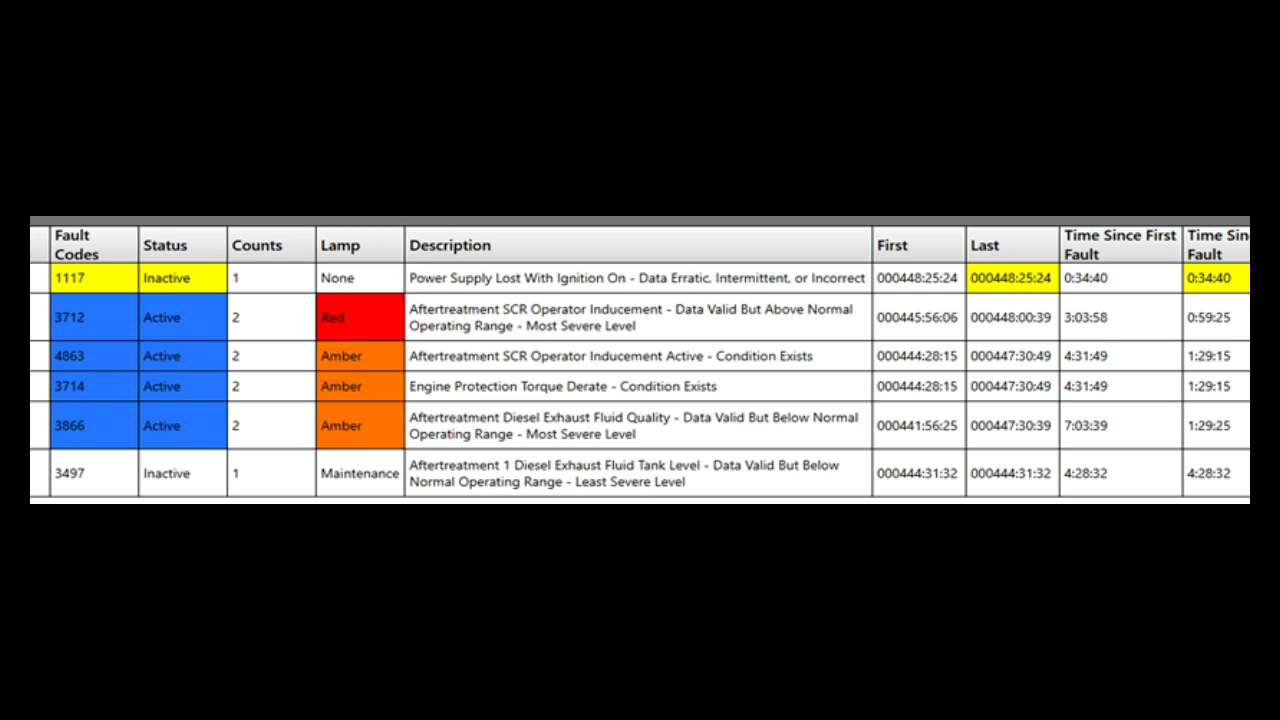 Fault Codes Status Counts Lamp Description First Last Time Since First Fault Time Sin Fault
1117 Inactive 1 None Power Supply Lost With Ignition On - Data Erratic, Intermittent, or Incorrect 000448:25:24 000448:25:24 0:34:40 0:34:40
3712 Active 2 Red Aftertreatment SCR Operator Inducement - Data Valid But Above Normal Operating Range - Most Severe Level 000445:56:06 000448:00:39 3:03:58 0:59:25
4863 Active 2 Amber Aftertreatment SCR Operator Inducement Active - Condition Exists 000444:28:15 000447:30:49 4:31:49 1:29:15
3714 Active 2 Amber Engine Protection Torque Derate - Condition Exists 000444:28:15 000447:30:49 4:31:49 1:29:15
3866 Active 2 Amber Aftertreatment Diesel Exhaust Fluid Quality - Data Valid But Below Normal Operating Range - Most Severe Level 000441:56:25 000447:30:39 7:03:39 1:29:25
3497 Inactive 1 Maintenance Aftertreatment 1 Diesel Exhaust Fluid Tank Level - Data Valid But Below Normal Operating Range - Least Severe Level 000444:31:32 000444:31:32 4:28:32 4:28:32